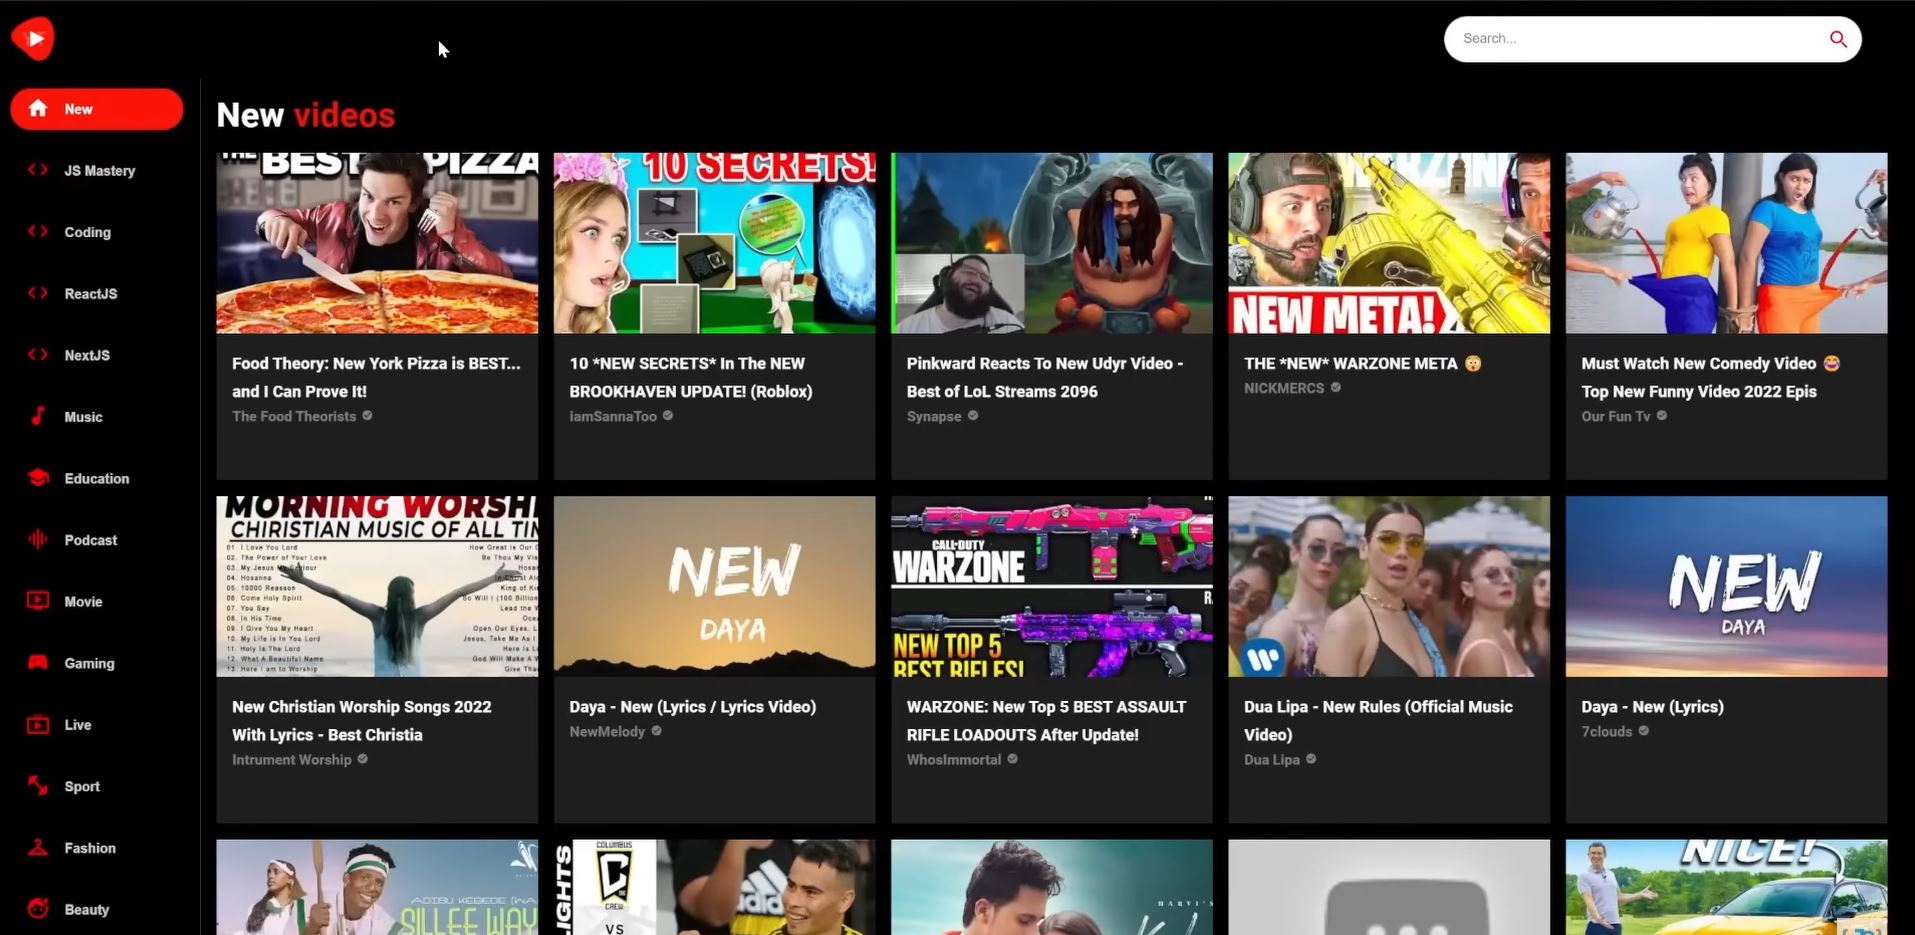 Search...
New
JS Mastery
Coding
ReactJS
NextJS
Music
Education
Podcast
Movie
Gaming
Live
Sport
Fashion
Beauty
New videos
THE BEST PIZZA
10 SECRETS!
WARZONE
NEW META!
Food Theory: New York Pizza is BEST...
and I Can Prove It!
The Food Theorists
10 *NEW SECRETS* In The NEW
BROOKHAVEN UPDATE! (Roblox)
iamSannaToo
Pinkward Reacts To New Udyr Video -
Best of LoL Streams 2096
Synapse
THE *NEW* WARZONE META 😳
NICKMERCS
Must Watch New Comedy Video 😂
Top New Funny Video 2022 Epis
Our Fun Tv
MORNING WORSHI
CHIRISTIAN MUSIC OF ALL TIM
01 I Love You Lord
02. The Power of Your Love
03. My Jesus My Saviour
04. Hosanna
05. 10000 Reason
06. Come Holy Spirit
07. You Say
08. In His Time
09. I Give You My Heart
10. My Life is In You Lord
11. Holy Is The Lord
12. What A Beautiful Name
13. Here I am to Worship
How Great Is Our
Be Thou My Vis
Hosan
In Christ Alo
King of Ki
So Will I (100 Billion
Lead the W
Ocea
Open Our Eyes, L
Jesus, Take Me As I
Here is L
God Will Make A W
Give Tha
NEW
DAYA
CALL-DUTY
WARZONE
NEW TOP 5
BEST RIFLES!
NEW
DAYA
New Christian Worship Songs 2022
With Lyrics - Best Christia
Intrument Worship
Daya - New (Lyrics / Lyrics Video)
NewMelody
WARZONE: New Top 5 BEST ASSAULT
RIFLE LOADOUTS After Update!
WhosImmortal
Dua Lipa - New Rules (Official Music
Video)
Dua Lipa
Daya - New (Lyrics)
7clouds
ADIBU KEBEDE (WA
SILLEE WAY
LIGHTS
COLUMBUS
CREW
VS
adidas
HARVI'S
NICE!